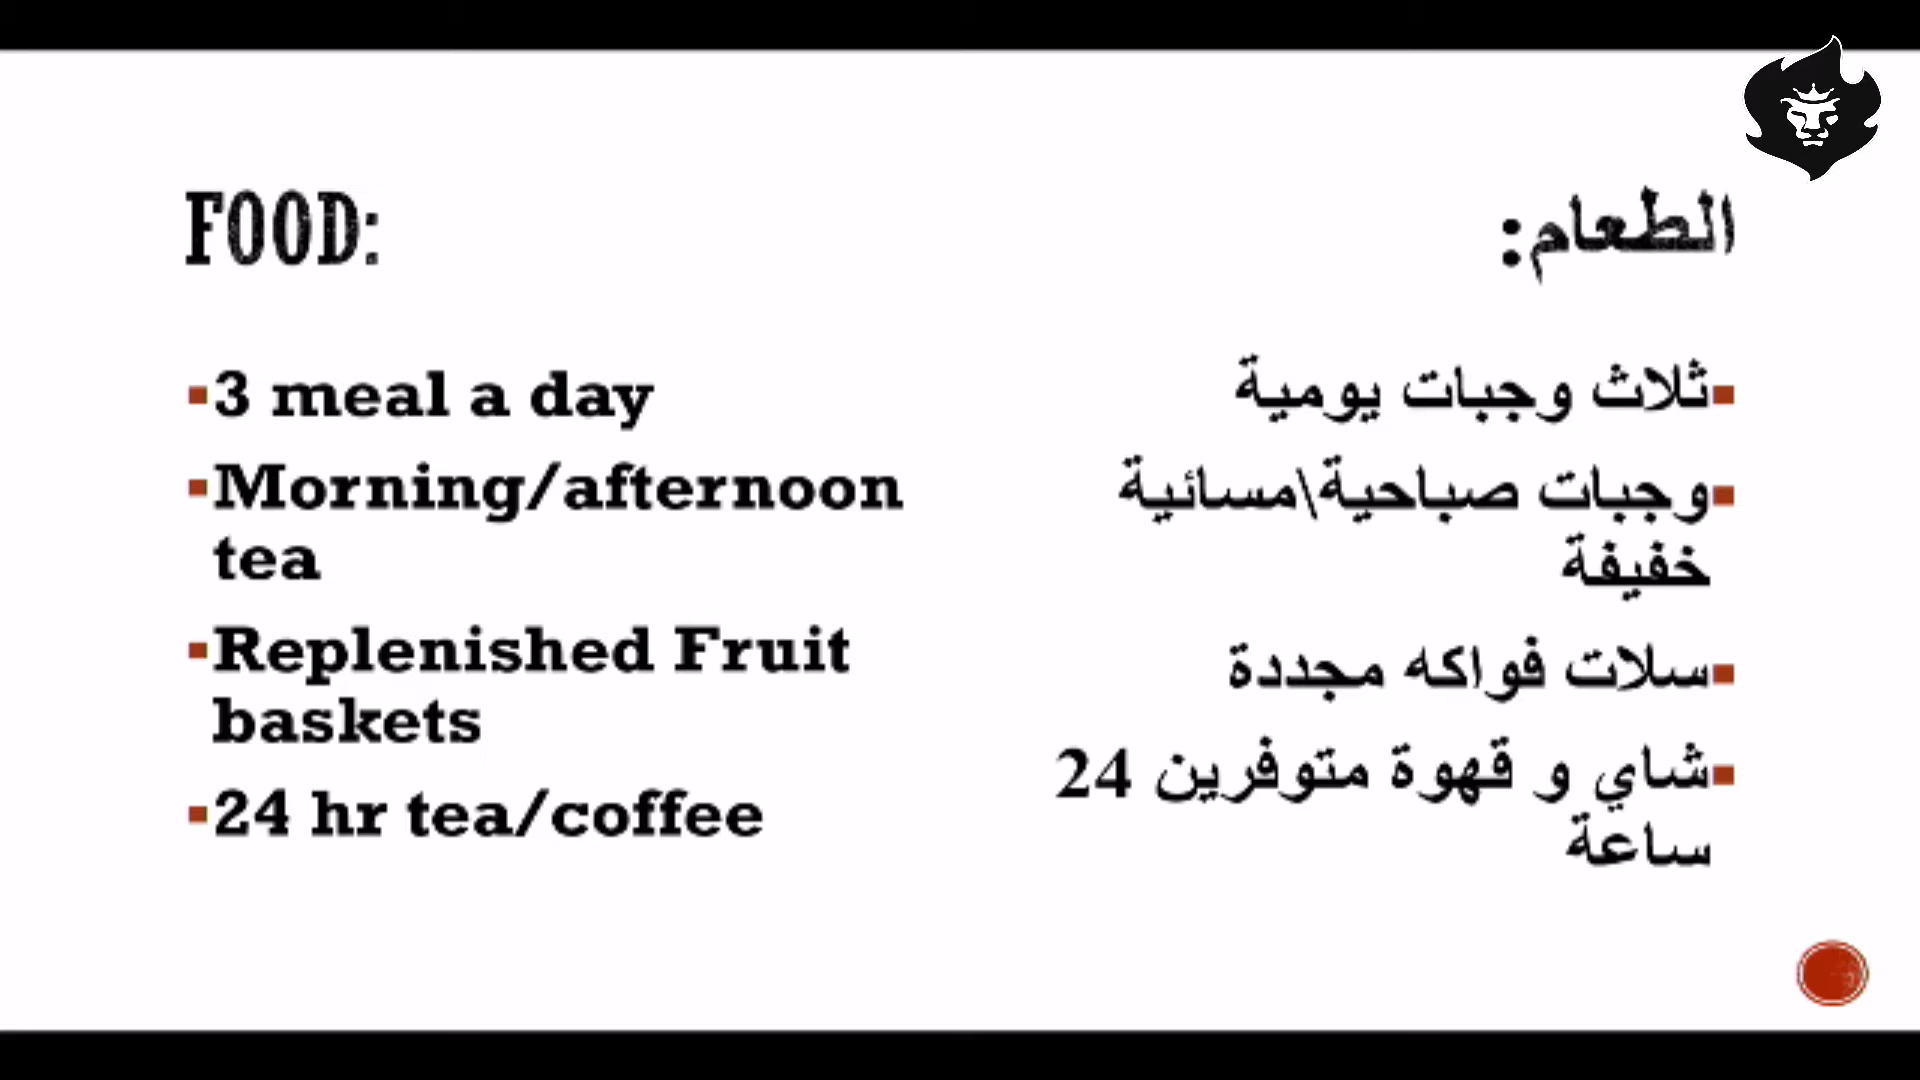 FOOD:
3 meal a day
Morning/afternoon
tea
Replenished Fruit
baskets
24 hr tea/coffee
الطعام:
ثلاث وجبات يومية
وجبات صباحية\مسائية
خفيفة
سلات فواكه مجددة
شاي و قهوة متوفرين 24
ساعة